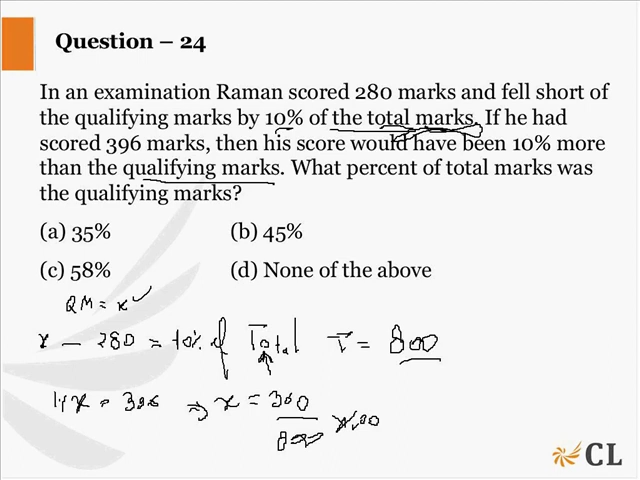 Question – 24
In an examination Raman scored 280 marks and fell short of
the qualifying marks by 10% of the total marks. If he had
scored 396 marks, then his score would have been 10% more
than the qualifying marks. What percent of total marks was
the qualifying marks?
(a) 35% (b) 45%
(c) 58% (d) None of the above
QM = x
x - 280 = 10% of Total T = 800
= 396 => x = 360
800 x100
CL